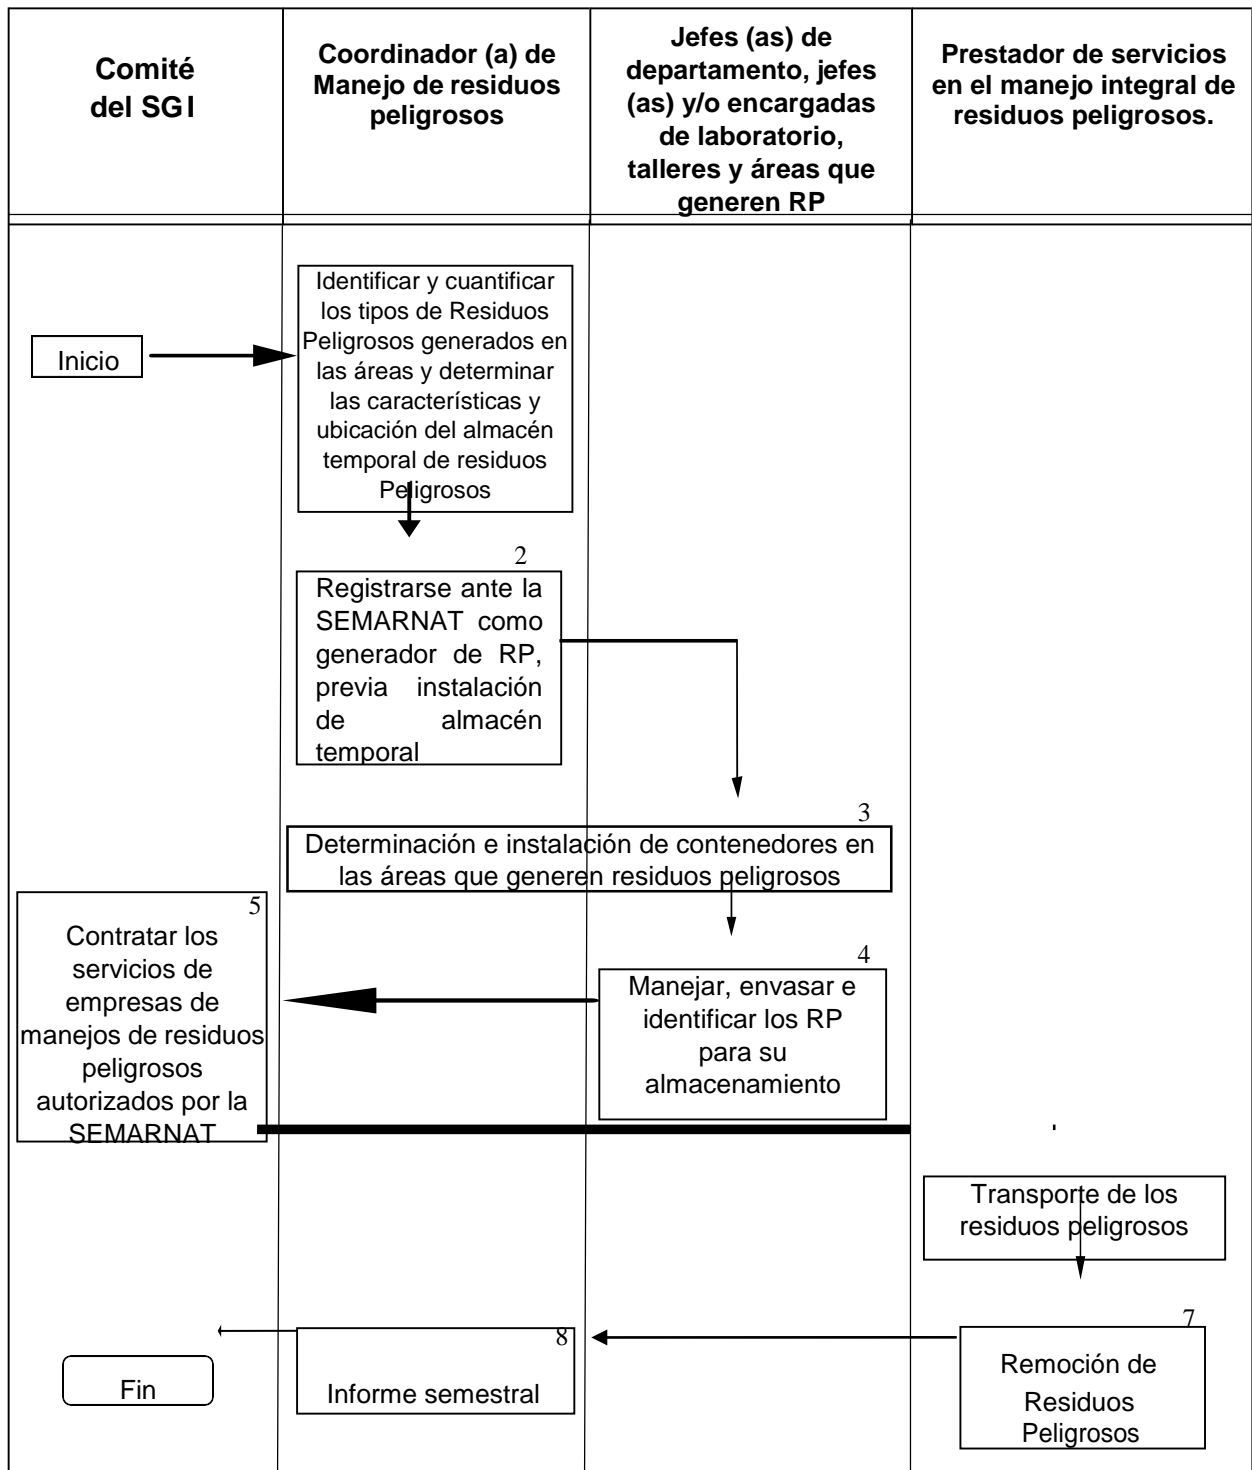 Comité
del SGI
Coordinador (a) de
Manejo de residuos
peligrosos
Jefes (as) de
departamento, jefes
(as) y/o encargadas
de laboratorio,
talleres y áreas que
generen RP
Prestador de servicios
en el manejo integral de
residuos peligrosos.
Inicio
Identificar y cuantificar
los tipos de Residuos
Peligrosos generados en
las áreas y determinar
las características y
ubicación del almacén
temporal de residuos
Peligrosos
2
Registrarse ante la
SEMARNAT como
generador de RP,
previa instalación
de almacén
temporal
3
Determinación e instalación de contenedores en
las áreas que generen residuos peligrosos
4
Manejar, envasar e
identificar los RP
para su
almacenamiento
5
Contratar los
servicios de
empresas de
manejos de residuos
peligrosos
autorizados por la
SEMARNAT
Transporte de los
residuos peligrosos
7
Remoción de
Residuos
Peligrosos
8
Informe semestral
Fin